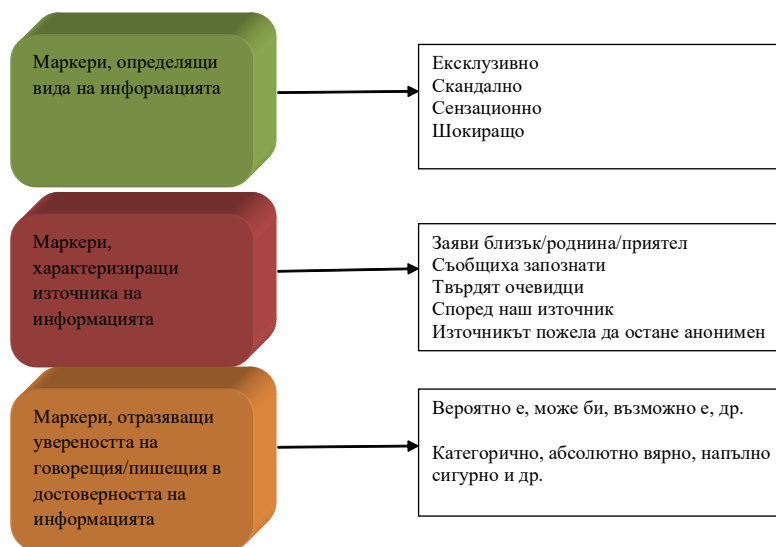 Маркери, определящи
вида на информацията
Ексклузивно
Скандално
Сензационно
Шокиращо
Маркери,
характеризиращи
източника на
информацията
Заяви близък/роднина/приятел
Съобщиха запознати
Твърдят очевидци
Според наш източник
Източникът пожела да остане анонимен
Маркери, отразяващи
увереността на
говорещия/пишещия в
достоверността на
информацията
Вероятно е, може би, възможно е, др.
Категорично, абсолютно вярно, напълно
сигурно и др.